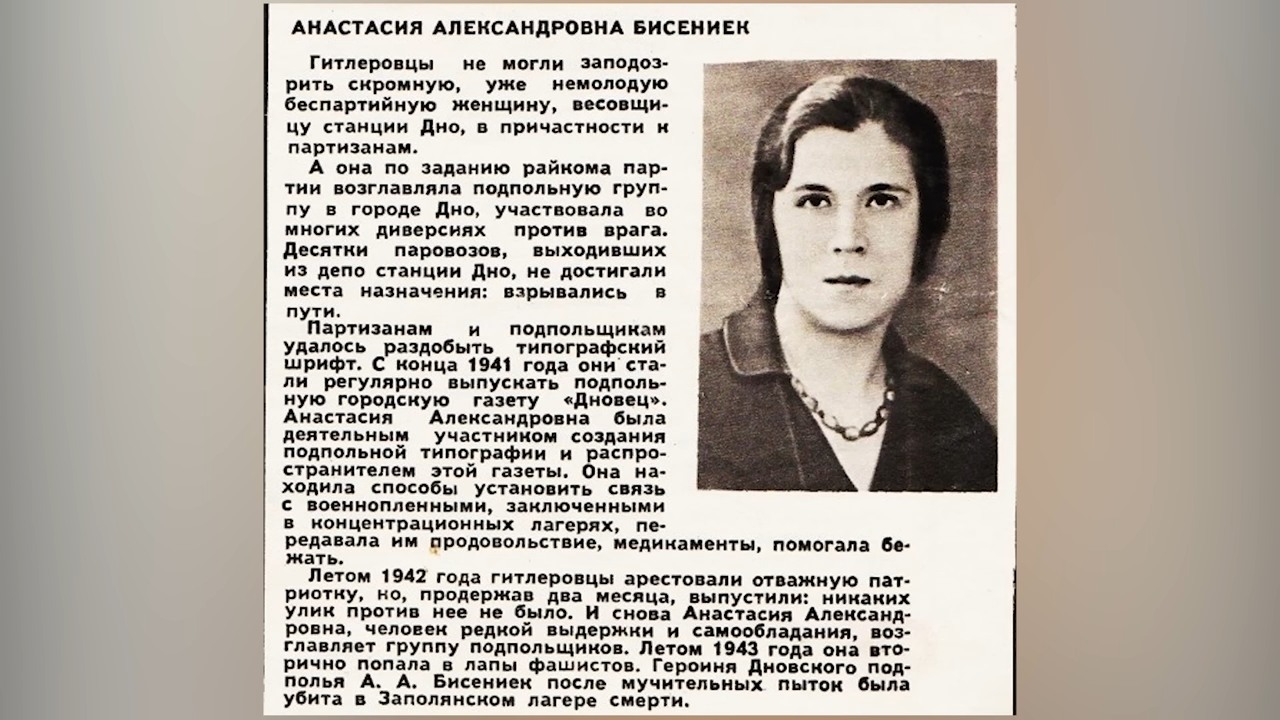 АНАСТАСИЯ АЛЕКСАНДРОВНА БИСЕНИЕК
Гитлеровцы не могли заподоз-
рить скромную, уже немолодую
беспартийную женщину, весовщи-
цу станции Дно, в причастности к
партизанам.
А она по заданию райкома пар-
тии возглавляла подпольную груп-
пу в городе Дно, участвовала во
многих диверсиях против врага.
Десятки паровозов, выходивших
из депо станции Дно, не достигали
места назначения: взрывались в
пути.
Партизанам и подпольщикам
удалось раздобыть типографский
шрифт. С конца 1941 года они ста-
ли регулярно выпускать подполь-
ную городскую газету «Дновец».
Анастасия Александровна была
деятельным участником создания
подпольной типографии и распро-
странителем этой газеты. Она на-
ходила способы установить связь
с военнопленными, заключенными
в концентрационных лагерях, пе-
редавала им продовольствие, медикаменты, помогала бе-
жать.
Летом 1942 года гитлеровцы арестовали отважную пат-
риотку, но, продержав два месяца, выпустили: никаких
улик против нее не было. И снова Анастасия Александ-
ровна, человек редкой выдержки и самообладания, воз-
главляет группу подпольщиков. Летом 1943 года она вто-
рично попала в лапы фашистов. Героиня Дновского под-
полья А. А. Бисениек после мучительных пыток была
убита в Заполянском лагере смерти.